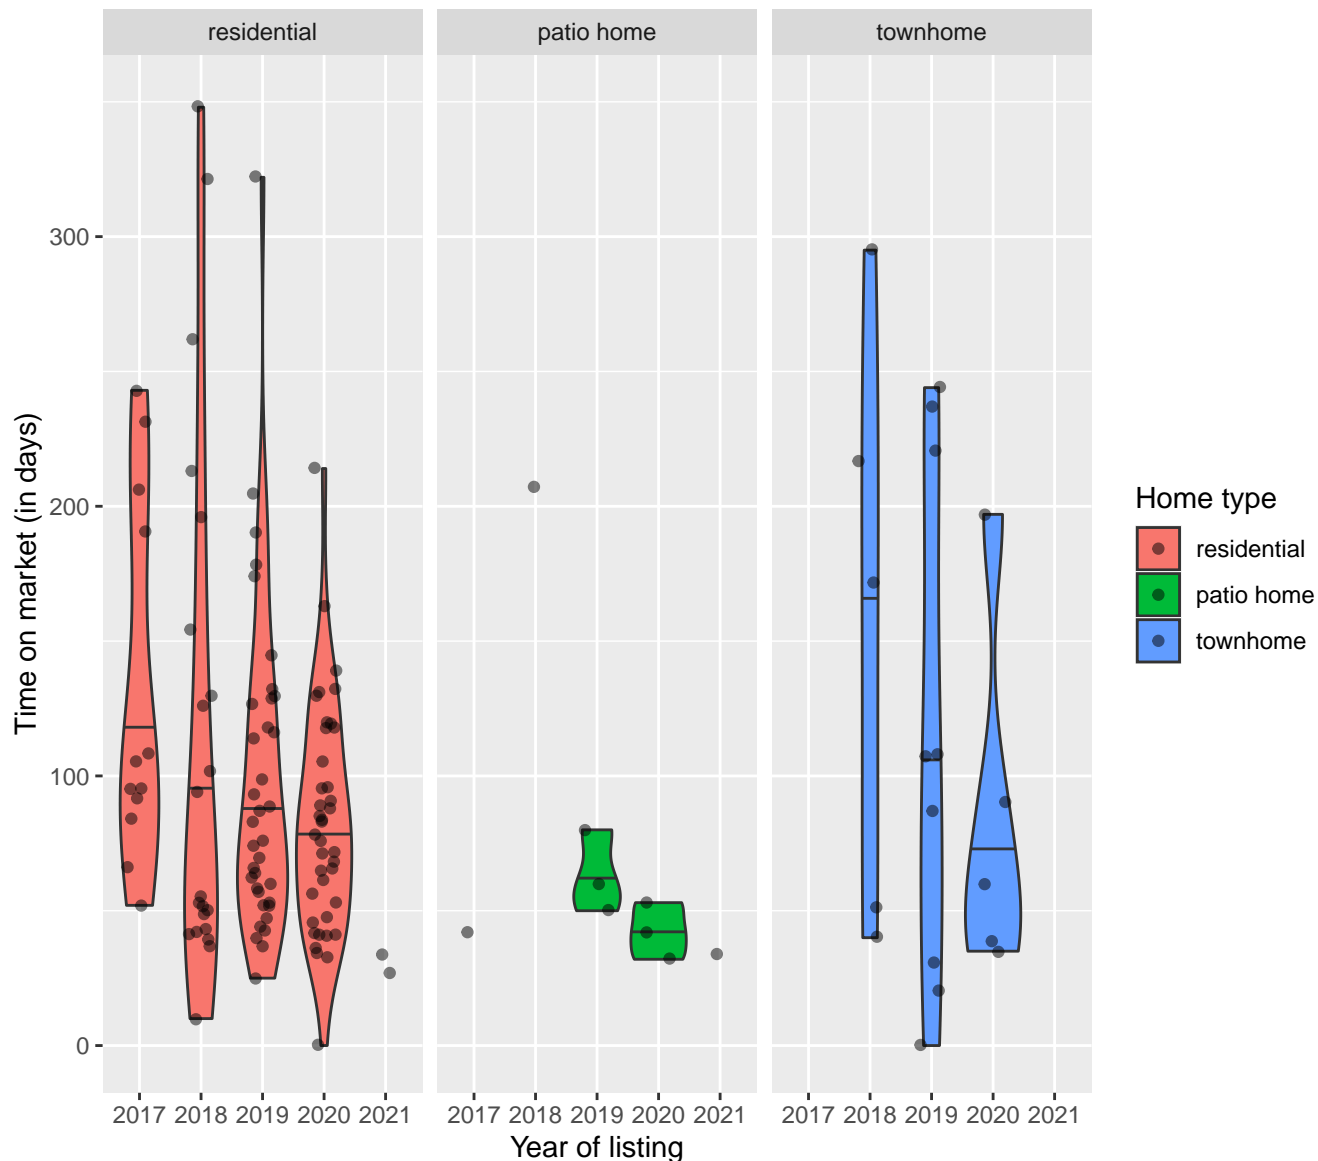 residential patio home townhome
300
200
100
0
Time on market (in days)
2017 2018 2019 2020 2021 2017 2018 2019 2020 2021 2017 2018 2019 2020 2021
Year of listing
Home type
residential
patio home
townhome